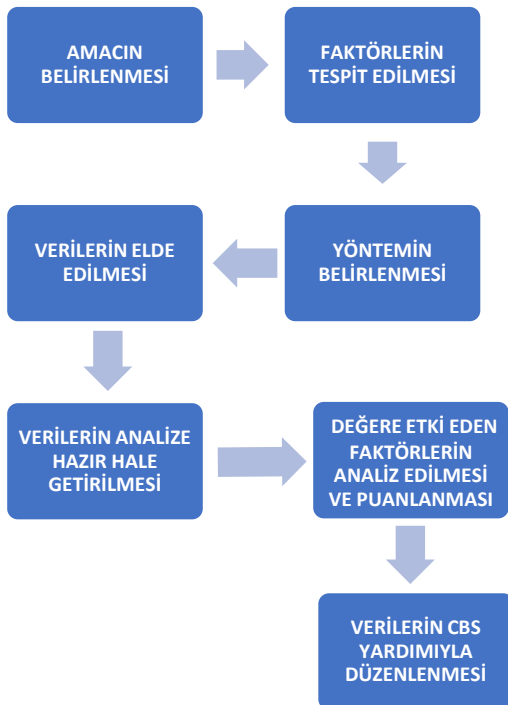 AMACIN
BELİRLENMESİ
FAKTÖRLERİN
TESPİT EDİLMESİ
YÖNTEMİN
BELİRLENMESİ
VERİLERİN ELDE
EDİLMESİ
VERİLERİN ANALİZE
HAZIR HALE
GETİRİLMESİ
DEĞERE ETKİ EDEN
FAKTÖRLERİN
ANALİZ EDİLMESİ
VE PUANLANMASI
VERİLERİN CBS
YARDIMIYLA
DÜZENLENMESİ